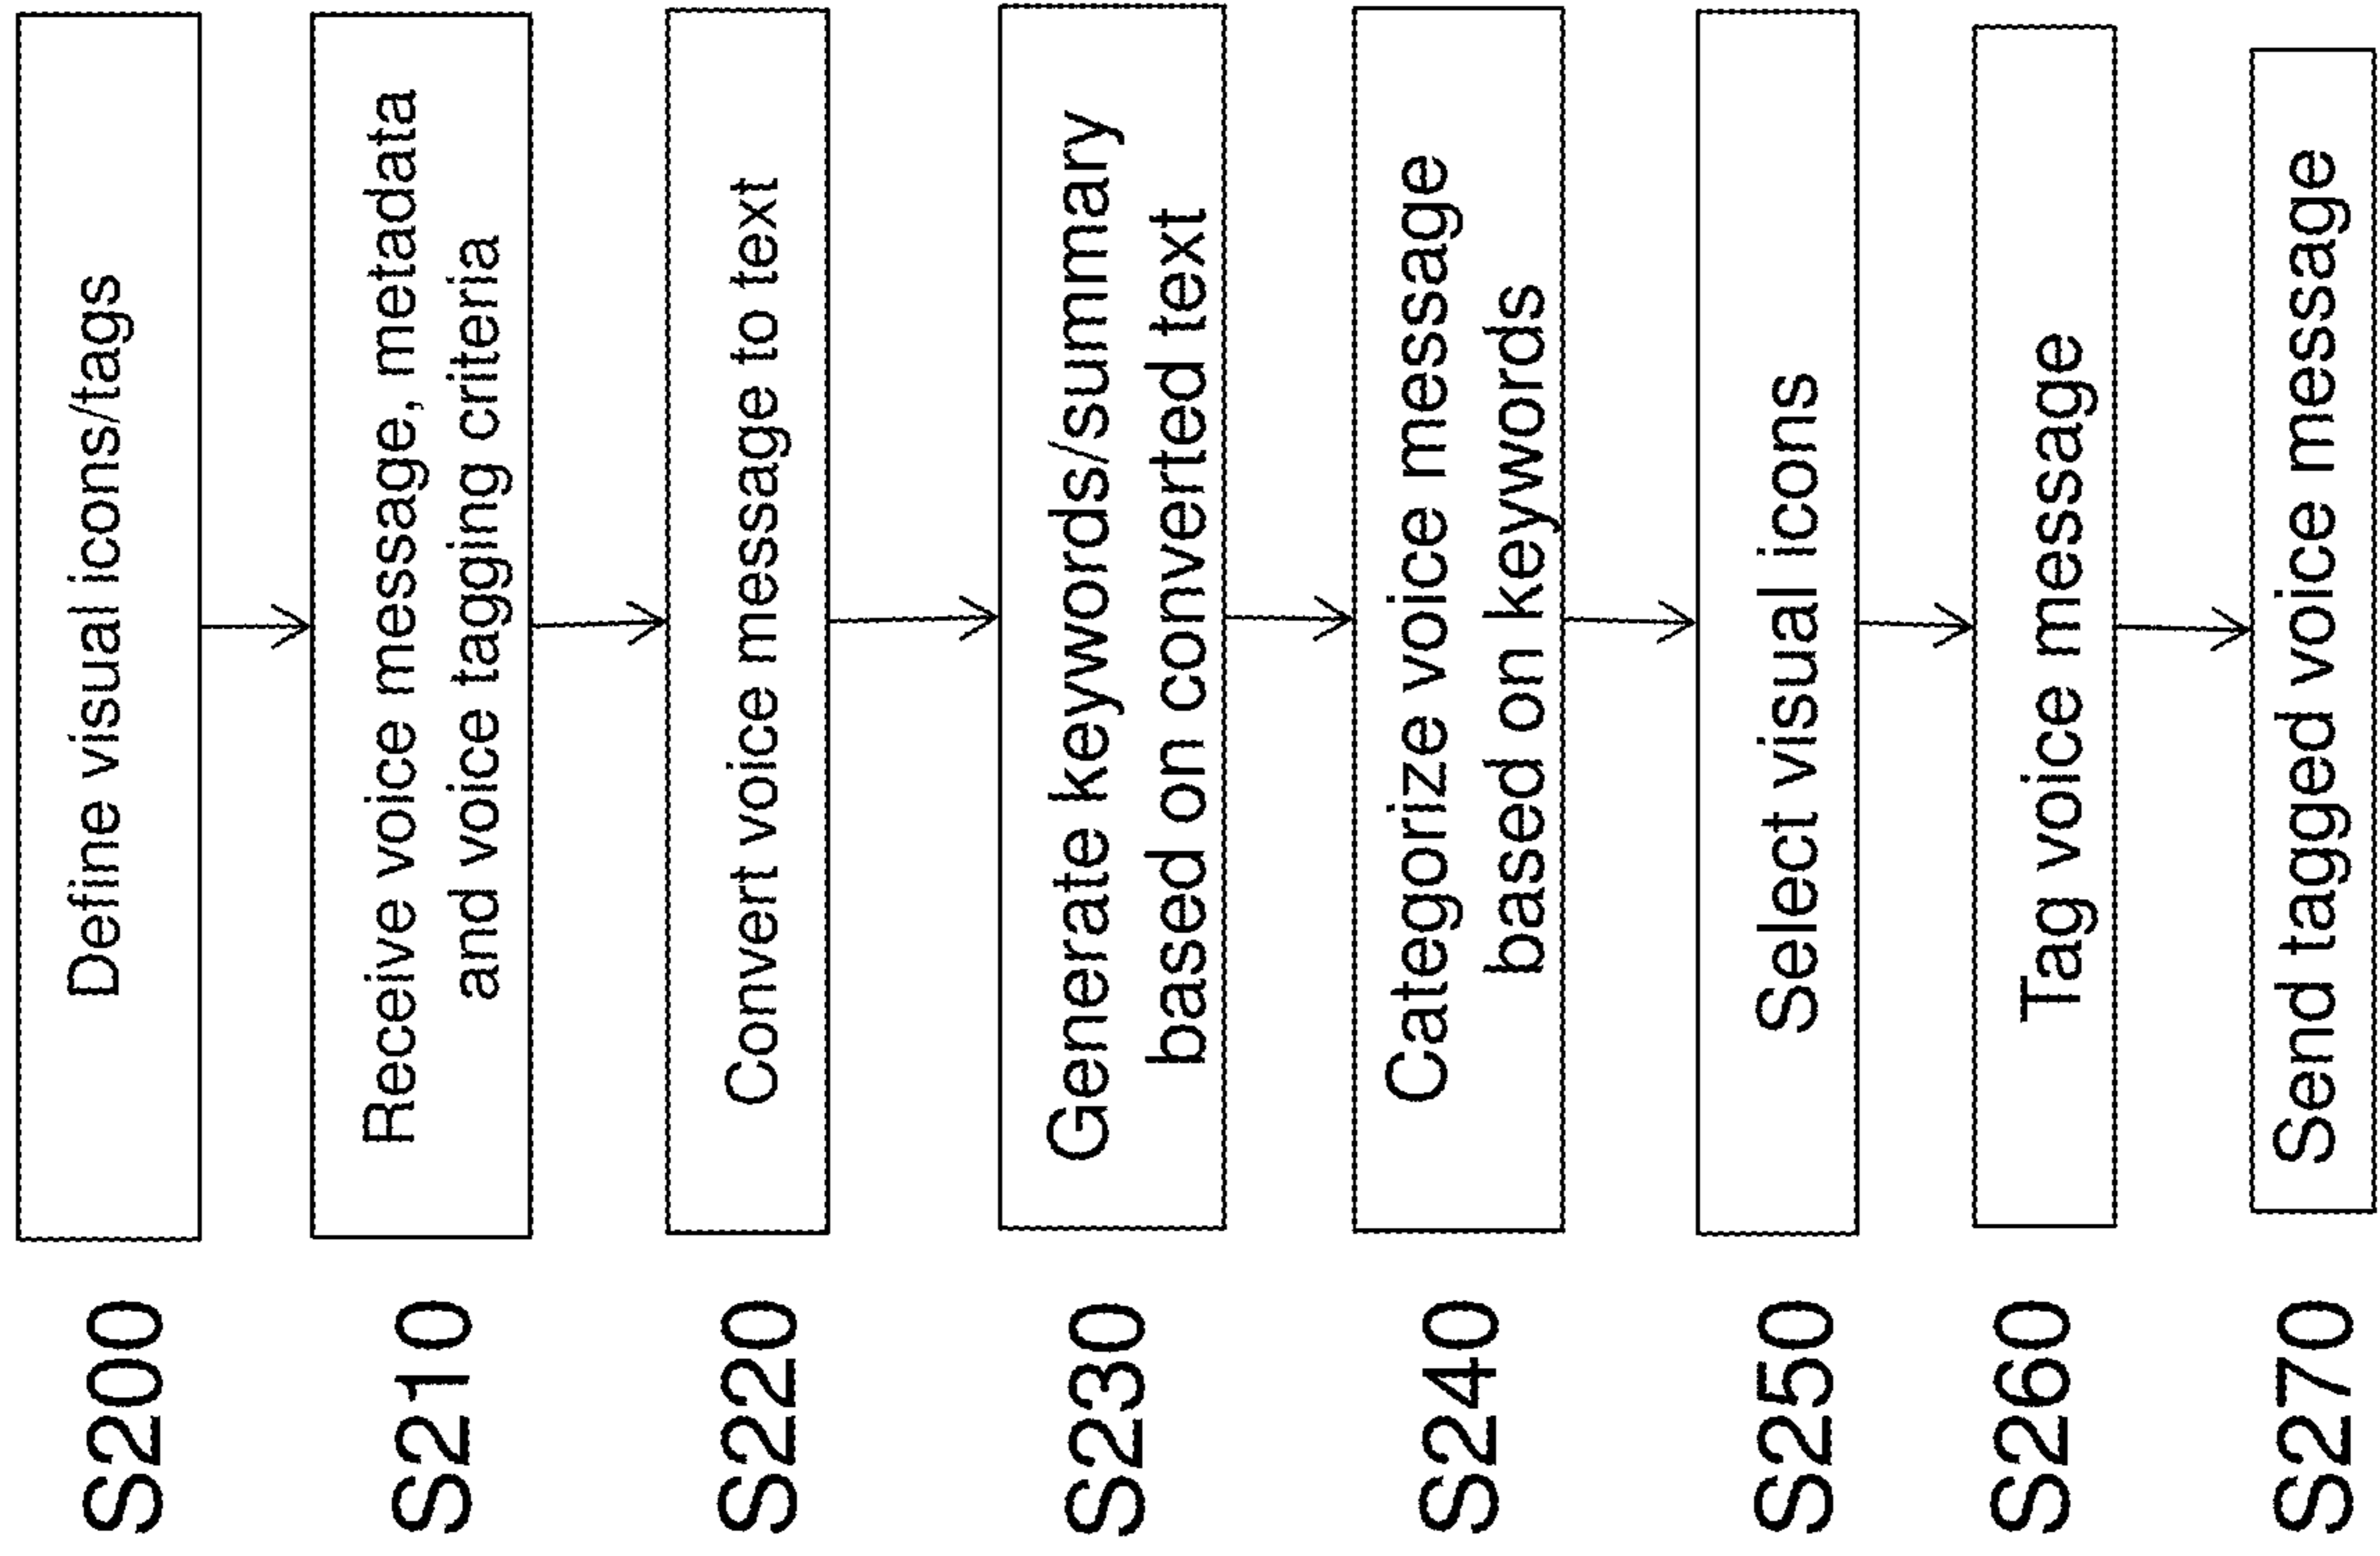 S200
Define visual icons/tags
S210
Receive voice message, metadata
and voice tagging criteria
S220
Convert voice message to text
S230
Generate keywords/summary
based on converted text
S240
Categorize voice message
based on keywords
S250
Select visual icons
S260
Tag voice message
S270
Send tagged voice message